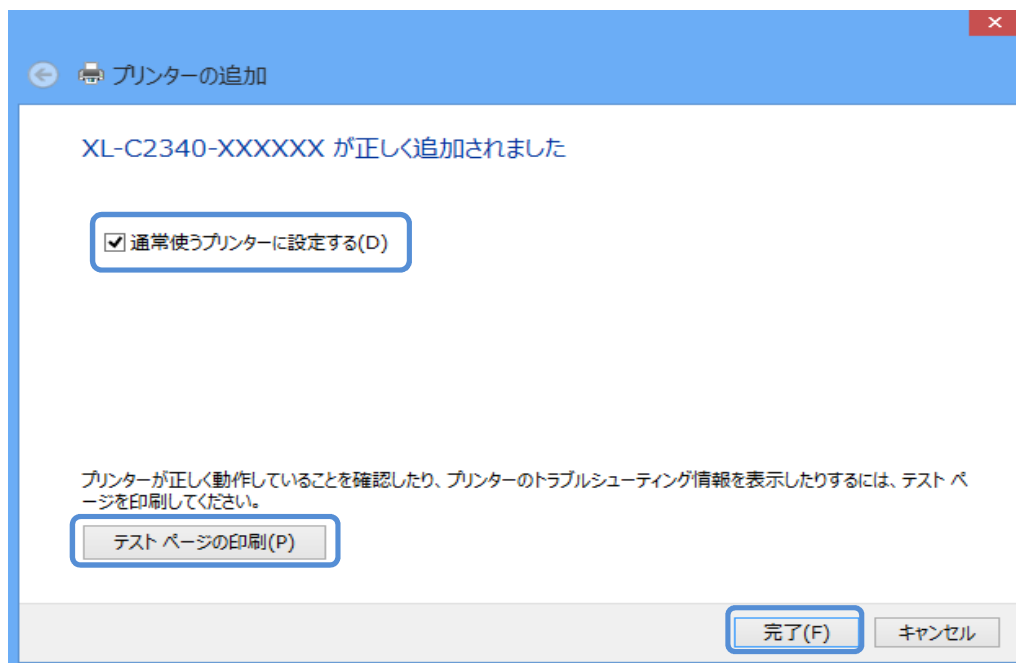 プリンターの追加
XL-C2340-XXXXXX が正しく追加されました
通常使うプリンターに設定する(D)
プリンターが正しく動作していることを確認したり、プリンターのトラブルシューティング情報を表示したりするには、テスト ペ
ージを印刷してください。
テスト ページの印刷(P)
完了(F)
キャンセル